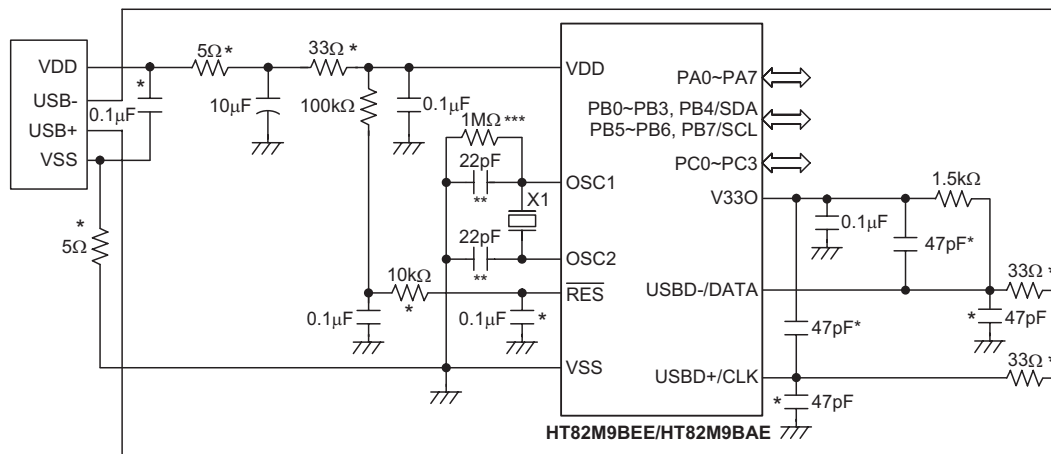 VDD
USB-
USB+
VSS
0.1μF
*
5Ω*
10μF
33Ω *
100kΩ
0.1μF
* 
5Ω
1MΩ ***
22pF
**
X1
22pF
**
10kΩ
*
0.1μF
0.1μF
*
VDD
OSC1
OSC2
RES
VSS
PA0~PA7
PB0~PB3, PB4/SDA
PB5~PB6, PB7/SCL
PC0~PC3
V33O
USBD-/DATA
USBD+/CLK
HT82M9BEE/HT82M9BAE
1.5kΩ
0.1μF
47pF*
33Ω *
* 47pF
47pF*
33Ω *
* 47pF